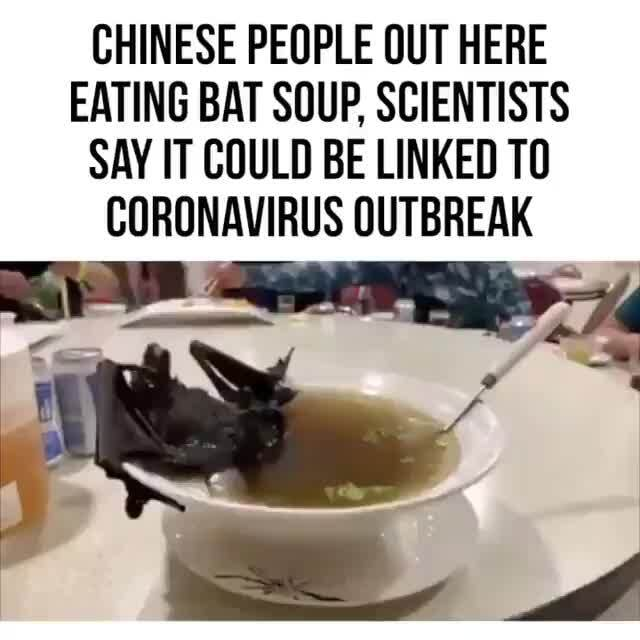 CHINESE PEOPLE OUT HERE
EATING BAT SOUP, SCIENTISTS
SAY IT COULD BE LINKED TO
CORONAVIRUS OUTBREAK